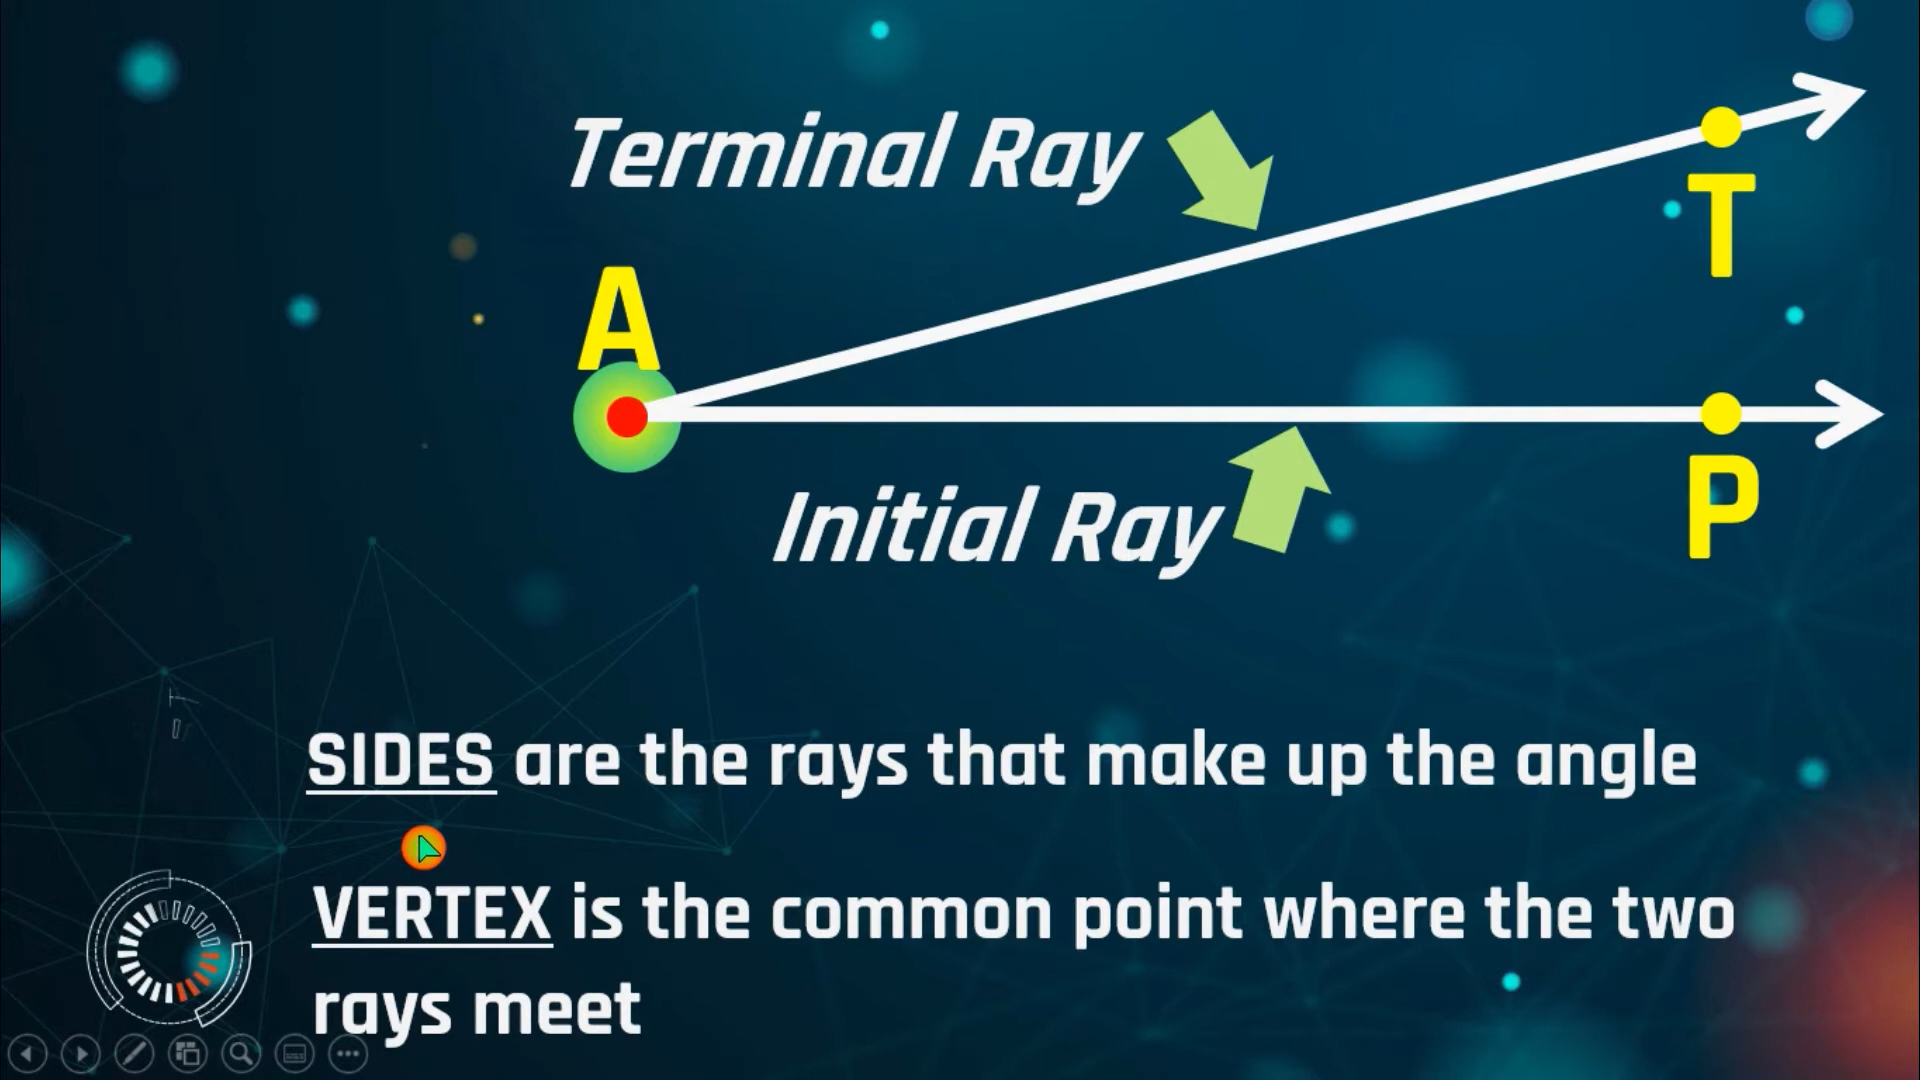 Terminal Ray
T
A
Initial Ray
P
SIDES are the rays that make up the angle
VERTEX is the common point where the two
rays meet